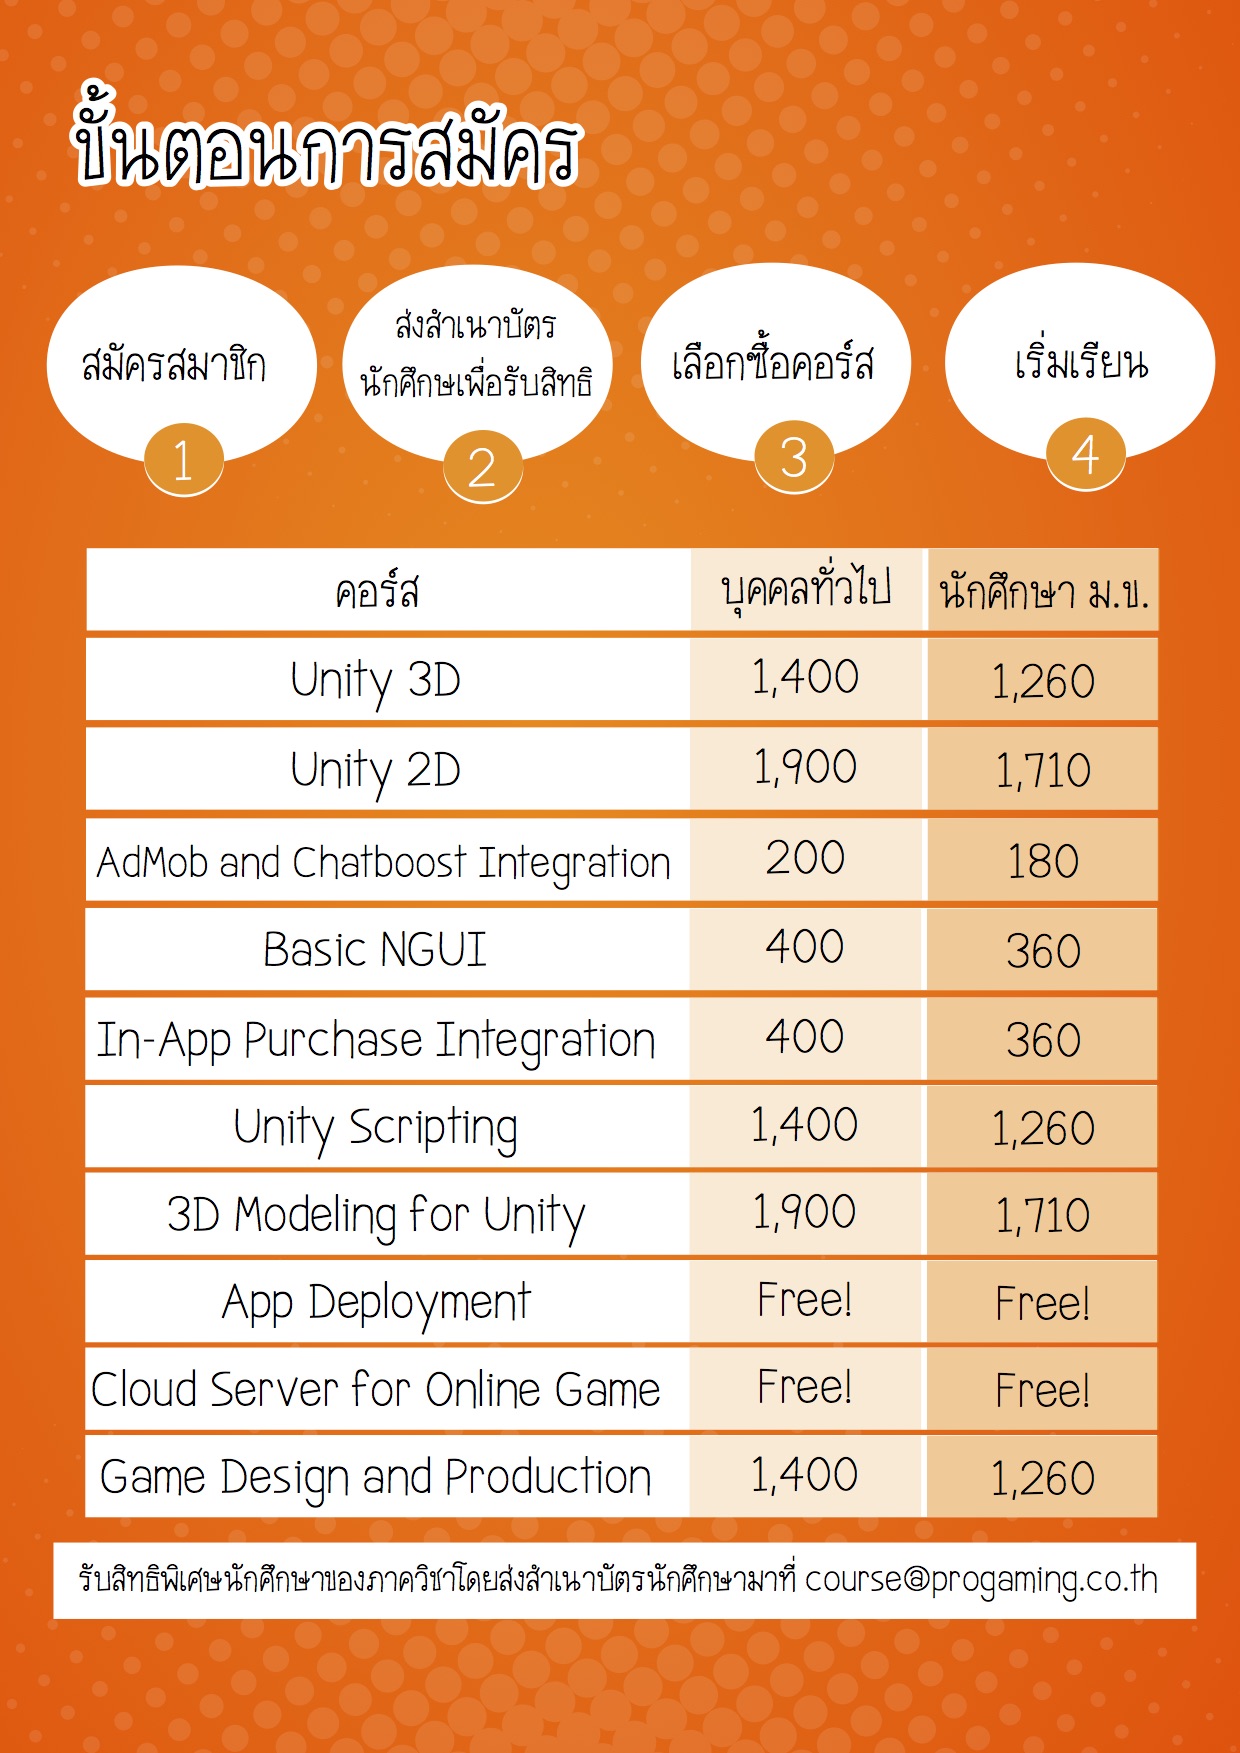 ขั้นตอนการสมัคร
สมัครสมาชิก
1
ส่งสำเนาบัตร
นักศึกษเพื่อรับสิทธิ
2
เลือกซื้อคอร์ส
3
เริ่มเรียน
4
คอร์ส บุคคลทั่วไป นักศึกษา ม.ข.
Unity 3D 1,400 1,260
Unity 2D 1,900 1,710
AdMob and Chatboost Integration 200 180
Basic NGUI 400 360
In-App Purchase Integration 400 360
Unity Scripting 1,400 1,260
3D Modeling for Unity 1,900 1,710
App Deployment Free! Free!
Cloud Server for Online Game Free! Free!
Game Design and Production 1,400 1,260
รับสิทธิพิเศษนักศึกษาของภาควิชาโดยส่งสำเนาบัตรนักศึกษามาที่ course@progaming.co.th